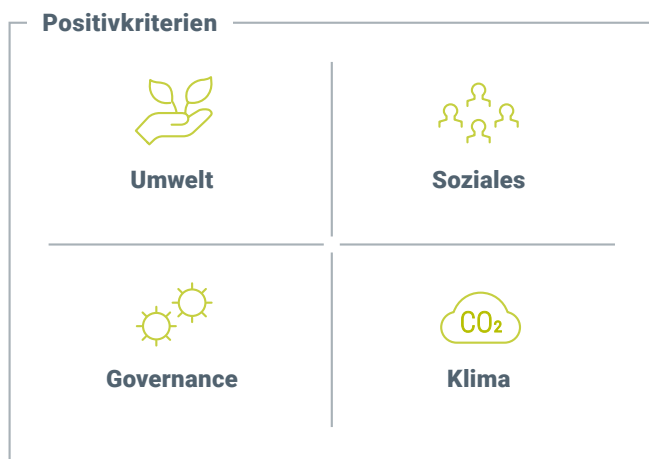 Positivkriterien
Umwelt
Soziales
Governance
CO₂
Klima